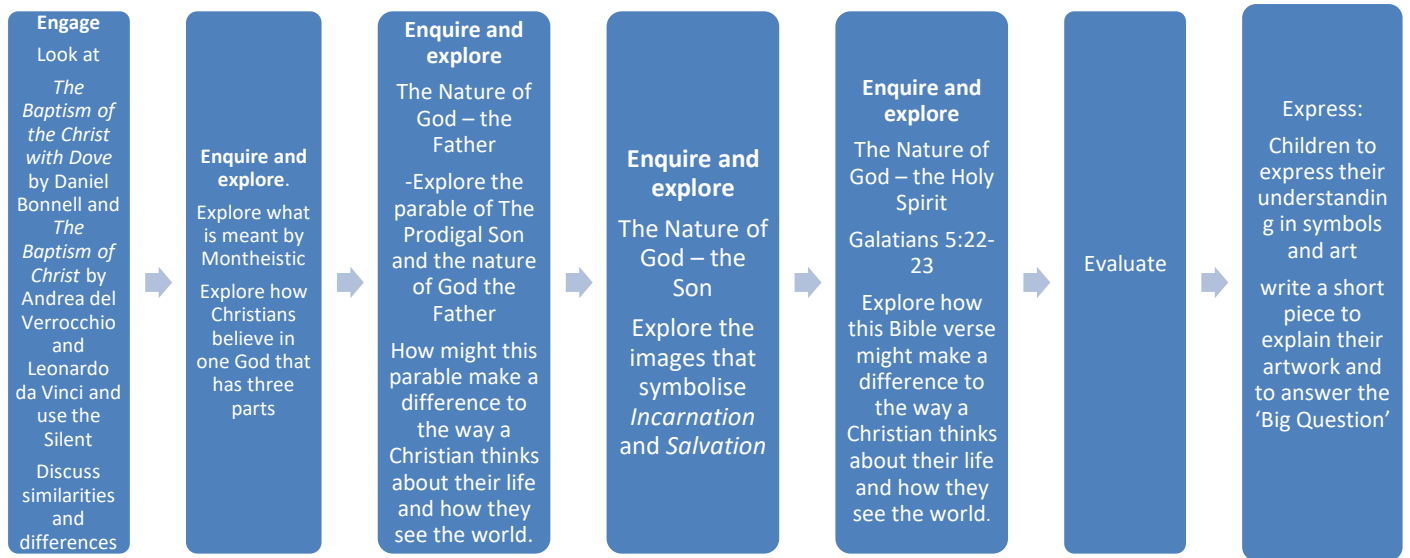 Engage
Look at
The
Baptism of
the Christ
with Dove
by Daniel
Bonnell and
The
Baptism of
Christ by
Andrea del
Verrocchio
and
Leonardo
da Vinci and
use the
Silent
Discuss
similarities
and
differences
Enquire and
explore.
Explore what
is meant by
Montheistic
Explore how
Christians
believe in
one God that
has three
parts
Enquire and
explore
The Nature of
God – the
Father
-Explore the
parable of The
Prodigal Son
and the nature
of God the
Father
How might this
parable make a
difference to
the way a
Christian thinks
about their life
and how they
see the world.
Enquire and
explore
The Nature of
God – the
Son
Explore the
images that
symbolise
Incarnation
and Salvation
Enquire and
explore
The Nature of
God – the Holy
Spirit
Galatians 5:22-
23
Explore how
this Bible verse
might make a
difference to
the way a
Christian thinks
about their life
and how they
see the world.
Evaluate
Express:
Children to
express their
understandin
g in symbols
and art
write a short
piece to
explain their
artwork and
to answer the
‘Big Question’